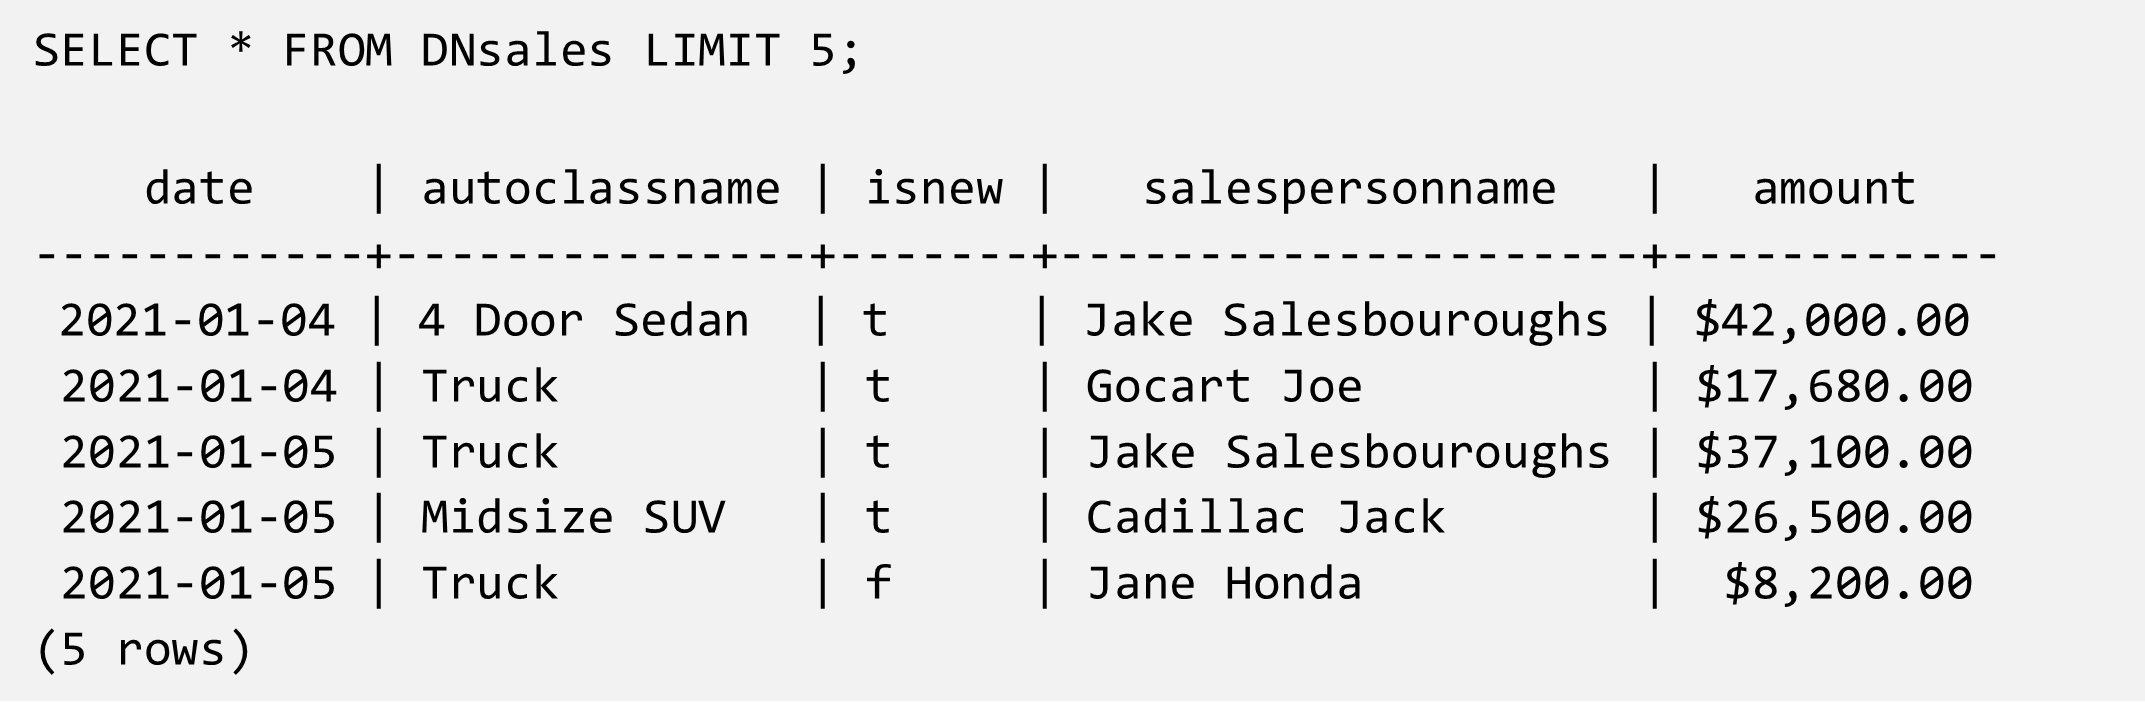 SELECT * FROM DNsales LIMIT 5;
    date    | autoclassname | isnew |   salespersonname   |   amount
------------+---------------+-------+---------------------+------------
 2021-01-04 | 4 Door Sedan  | t     | Jake Salesbouroughs | $42,000.00
 2021-01-04 | Truck         | t     | Gocart Joe          | $17,680.00
 2021-01-05 | Truck         | t     | Jake Salesbouroughs | $37,100.00
 2021-01-05 | Midsize SUV   | t     | Cadillac Jack       | $26,500.00
 2021-01-05 | Truck         | f     | Jane Honda          |  $8,200.00
(5 rows)